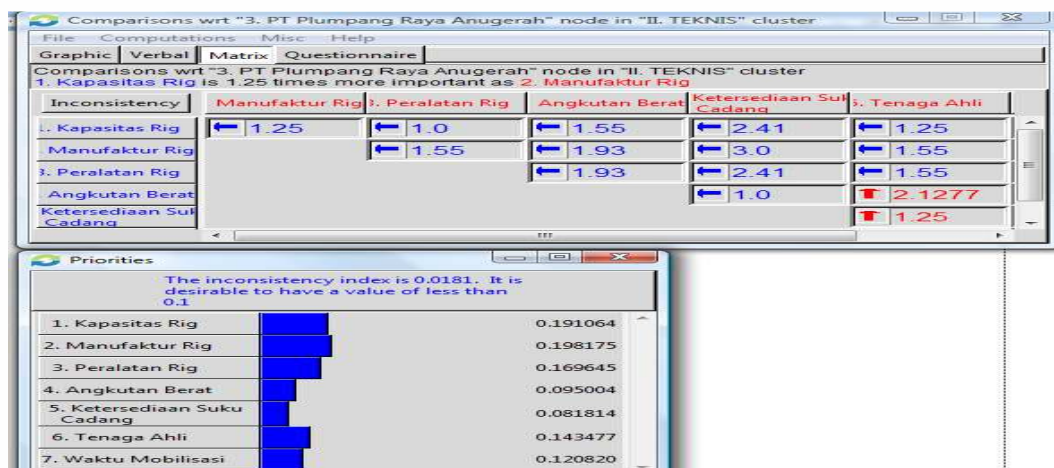 Comparisons wrt "3. PT Plumpang Raya Anugerah" node in "II. TEKNIS" cluster
File Computations Misc Help
Graphic Verbal Matrix Questionnaire
Comparisons wrt "3. PT Plumpang Raya Anugerah" node in "II. TEKNIS" cluster
1. Kapasitas Rig is 1.25 times more important as 2. Manufaktur Rig
Inconsistency Manufaktur Rig 3. Peralatan Rig Angkutan Berat Ketersediaan Suk Cadang 5. Tenaga Ahli
. Kapasitas Rig 1.25 1.0 1.55 2.41 1.25
Manufaktur Rig 1.55 1.93 3.0 1.55
3. Peralatan Rig 1.93 2.41 1.55
Angkutan Berat 1.0 2.1277
Ketersediaan Suk Cadang 1.25
Priorities
The inconsistency index is 0.0181. It is
desirable to have a value of less than
0.1
1. Kapasitas Rig 0.191064
2. Manufaktur Rig 0.198175
3. Peralatan Rig 0.169645
4. Angkutan Berat 0.095004
5. Ketersediaan Suku Cadang 0.081814
6. Tenaga Ahli 0.143477
7. Waktu Mobilisasi 0.120820